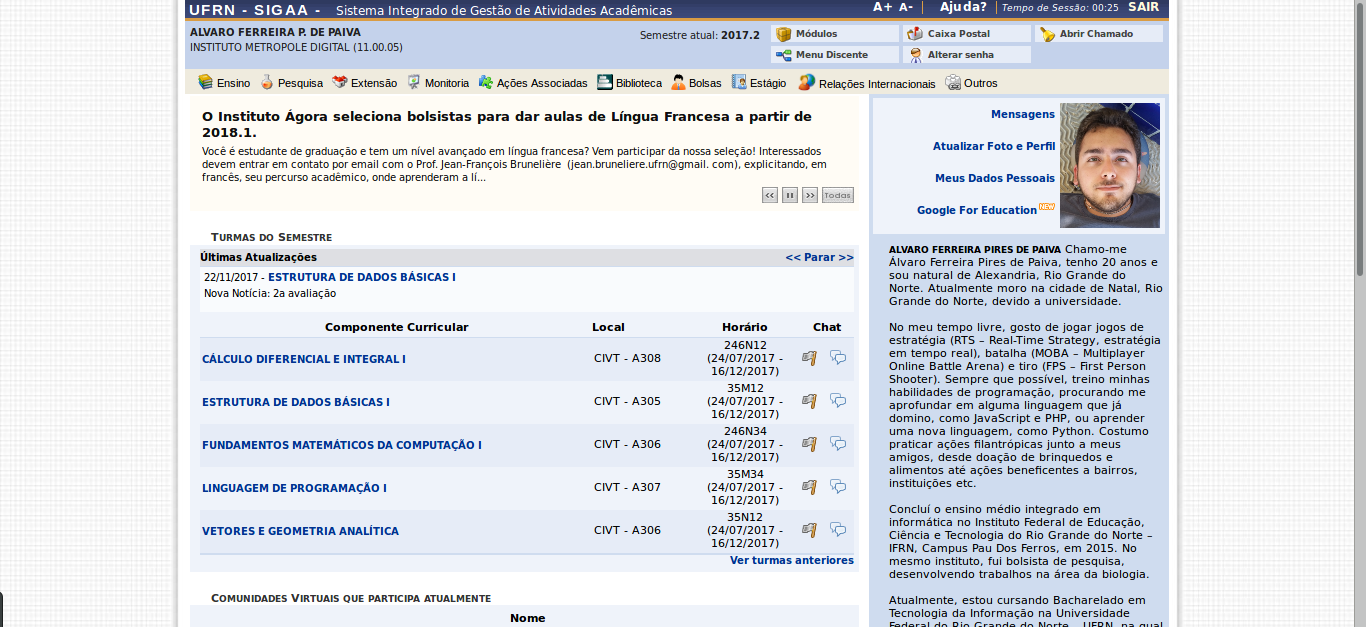 UFRN - SIGAA - Sistema Integrado de Gestão de Atividades Acadêmicas
A+ A- | Ajuda? | Tempo de Sessão: 00:25 SAIR
ALVARO FERREIRA P. DE PAIVA
INSTITUTO METROPOLE DIGITAL (11.00.05)
Semestre atual: 2017.2
Módulos
Caixa Postal
Abrir Chamado
Menu Discente
Alterar senha
Ensino Pesquisa Extensão Monitoria Ações Associadas Biblioteca Bolsas Estágio Relações Internacionais Outros
O Instituto Ágora seleciona bolsistas para dar aulas de Língua Francesa a partir de
2018.1.
Você é estudante de graduação e tem um nível avançado em língua francesa? Vem participar da nossa seleção! Interessados
devem entrar em contato por email com o Prof. Jean-François Brunelière (jean.bruneliere.ufrn@gmail. com), explicitando, em
francês, seu percurso acadêmico, onde aprenderam a lí...
<< >> Todas
TURMAS DO SEMESTRE
Últimas Atualizações
<< Parar >>
22/11/2017 - ESTRUTURA DE DADOS BÁSICAS I
Nova Notícia: 2a avaliação
Componente Curricular Local Horário Chat
CÁLCULO DIFERENCIAL E INTEGRAL I CIVT - A308
246N12
(24/07/2017 -
16/12/2017)
ESTRUTURA DE DADOS BÁSICAS I CIVT - A305
35M12
(24/07/2017 -
16/12/2017)
FUNDAMENTOS MATEMÁTICOS DA COMPUTAÇÃO I CIVT - A306
246N34
(24/07/2017 -
16/12/2017)
LINGUAGEM DE PROGRAMAÇÃO I CIVT - A307
35M34
(24/07/2017 -
16/12/2017)
VETORES E GEOMETRIA ANALÍTICA CIVT - A306
35N12
(24/07/2017 -
16/12/2017)
Ver turmas anteriores
COMUNIDADES VIRTUAIS QUE PARTICIPA ATUALMENTE
Nome
Mensagens
Atualizar Foto e Perfil
Meus Dados Pessoais
Google For Education NEW
ALVARO FERREIRA PIRES DE PAIVA Chamo-me
Álvaro Ferreira Pires de Paiva, tenho 20 anos e
sou natural de Alexandria, Rio Grande do
Norte. Atualmente moro na cidade de Natal, Rio
Grande do Norte, devido a universidade.
No meu tempo livre, gosto de jogar jogos de
estratégia (RTS – Real-Time Strategy, estratégia
em tempo real), batalha (MOBA – Multiplayer
Online Battle Arena) e tiro (FPS – First Person
Shooter). Sempre que possível, treino minhas
habilidades de programação, procurando me
aprofundar em alguma linguagem que já
domino, como JavaScript e PHP, ou aprender
uma nova linguagem, como Python. Costumo
praticar ações filantrópicas junto a meus
amigos, desde doação de brinquedos e
alimentos até ações beneficentes a bairros,
instituições etc.
Concluí o ensino médio integrado em
informática no Instituto Federal de Educação,
Ciência e Tecnologia do Rio Grande do Norte –
IFRN, Campus Pau Dos Ferros, em 2015. No
mesmo instituto, fui bolsista de pesquisa,
desenvolvendo trabalhos na área da biologia.
Atualmente, estou cursando Bacharelado em
Tecnologia da Informação na Universidade
Federal do Rio Grande do Norte – UFRN, na qual